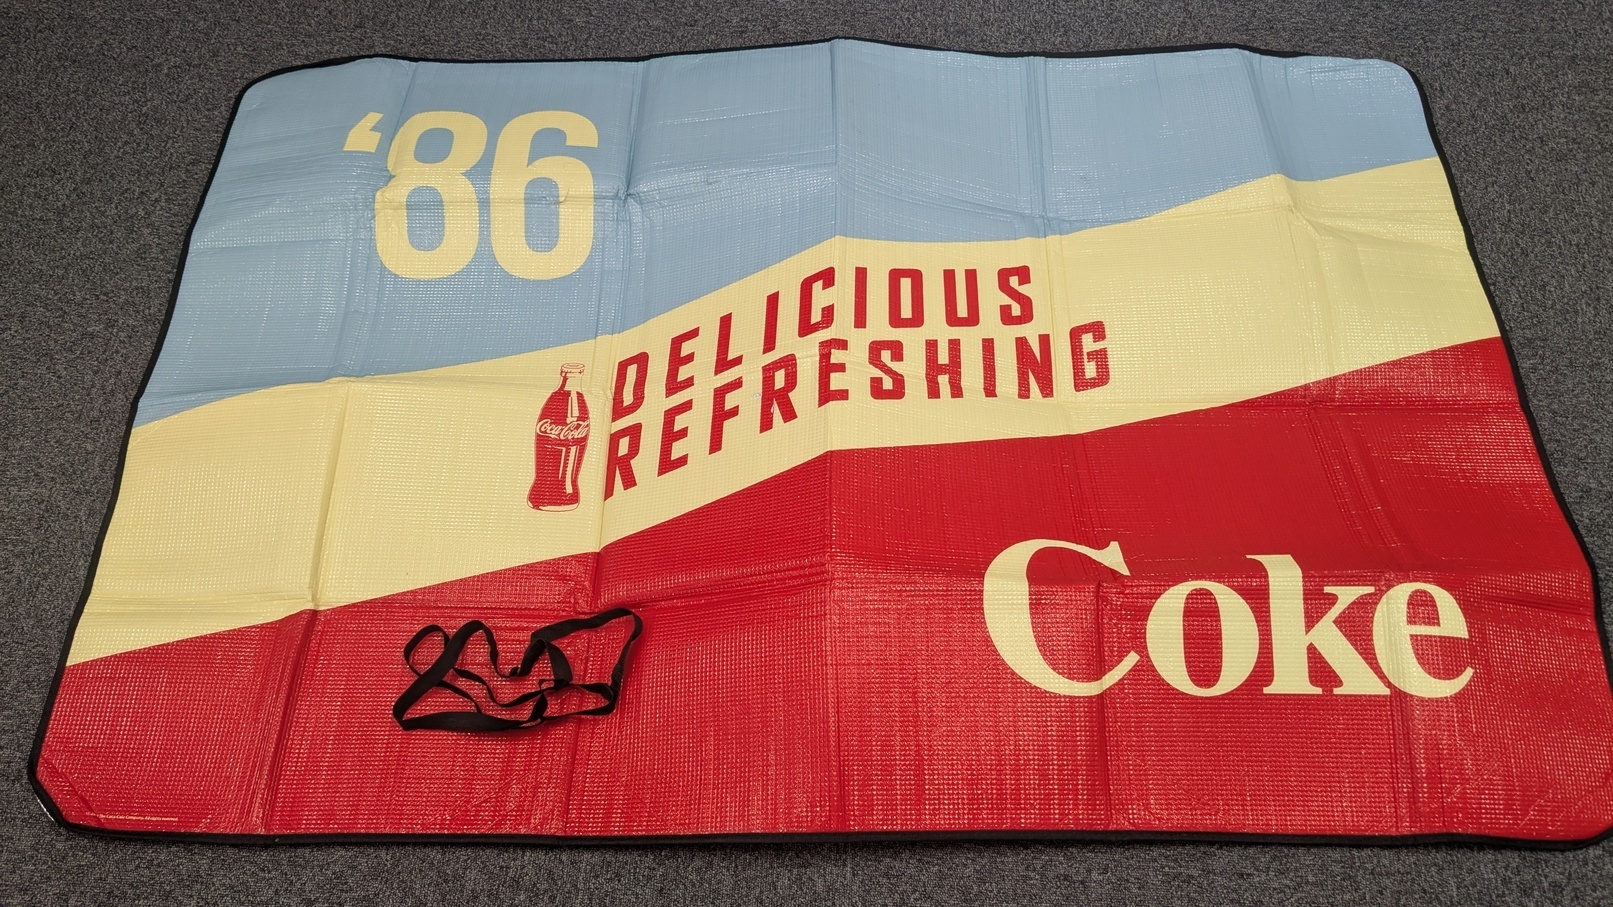 ‘86
DELICIOUS
REFRESHING
Coca-Cola
Coke